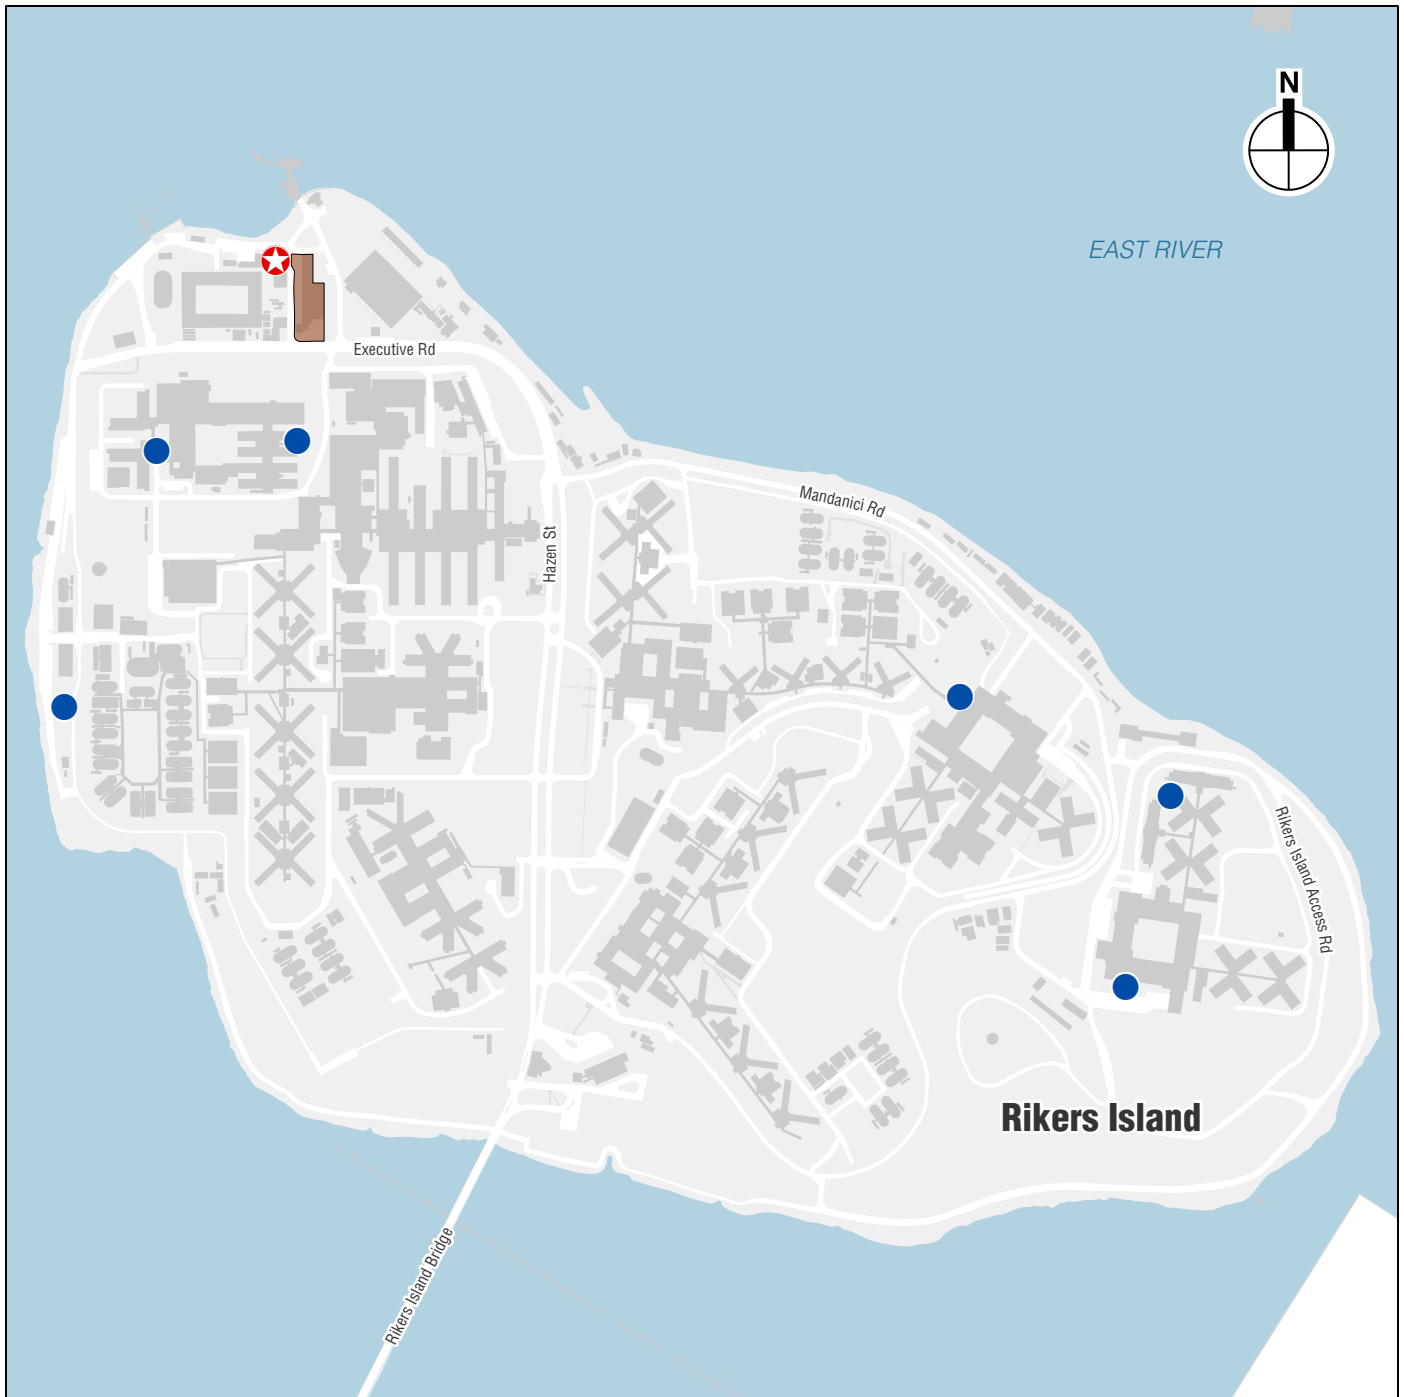 N
EAST RIVER
Executive Rd
Mandanici Rd
Hazen St
Rikers Island Access Rd
Rikers Island
Rikers Island Bridge